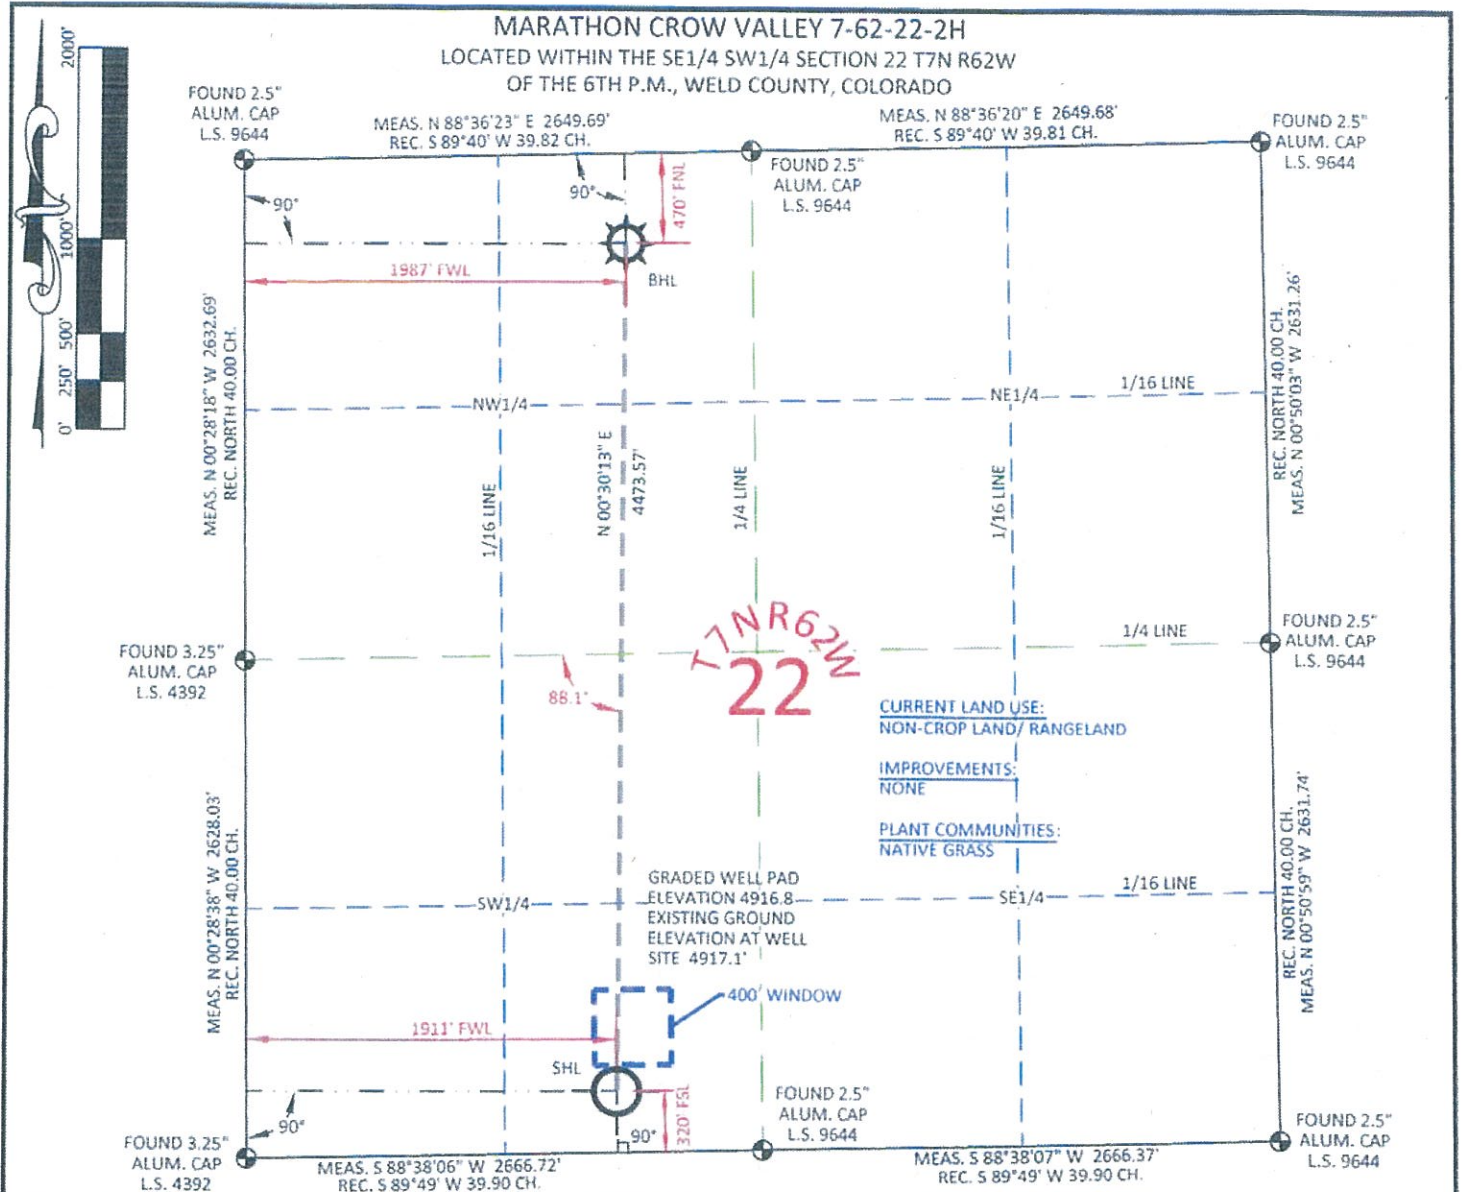 MARATHON CROW VALLEY 7-62-22-2H
LOCATED WITHIN THE SE1/4 SW1/4 SECTION 22 T7N R62W
OF THE 6TH P.M., WELD COUNTY, COLORADO
2000'
1000'
500'
250'
0'
FOUND 2.5"
ALUM. CAP
L.S. 9644
MEAS. N 88°36'23" E 2649.69'
REC. S 89°40' W 39.82 CH.
MEAS. N 88°36'20" E 2649.68'
REC. S 89°40' W 39.81 CH.
FOUND 2.5"
ALUM. CAP
L.S. 9644
FOUND 2.5"
ALUM. CAP
L.S. 9644
90°
90°
470' FNL
1987' FWL
BHL
MEAS. N 00°28'18" W 2632.69'
REC. NORTH 40.00 CH.
REC. NORTH 40.00 CH.
MEAS. N 00°50'03" W 2631.26'
NW1/4
NE1/4
1/16 LINE
1/16 LINE
N 00°30'13" E
4473.57'
1/4 LINE
1/16 LINE
T7NR62W
22
1/4 LINE
FOUND 3.25"
ALUM. CAP
L.S. 4392
FOUND 2.5"
ALUM. CAP
L.S. 9644
88.1°
CURRENT LAND USE:
NON-CROP LAND/ RANGELAND
IMPROVEMENTS:
NONE
PLANT COMMUNITIES:
NATIVE GRASS
MEAS. N 00°28'38" W 2628.03'
REC. NORTH 40.00 CH.
REC. NORTH 40.00 CH.
MEAS. N 00°50'59" W 2631.74'
GRADED WELL PAD
ELEVATION 4916.8
EXISTING GROUND
ELEVATION AT WELL
SITE 4917.1'
SW1/4
SE1/4
1/16 LINE
400' WINDOW
1911' FWL
SHL
90°
90°
320' FSL
FOUND 2.5"
ALUM. CAP
L.S. 9644
FOUND 3.25"
ALUM. CAP
L.S. 4392
FOUND 2.5"
ALUM. CAP
L.S. 9644
MEAS. S 88°38'06" W 2666.72'
REC. S 89°49' W 39.90 CH.
MEAS. S 88°38'07" W 2666.37'
REC. S 89°49' W 39.90 CH.